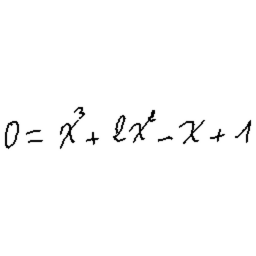 0 = x³ + 2x² - x + 1